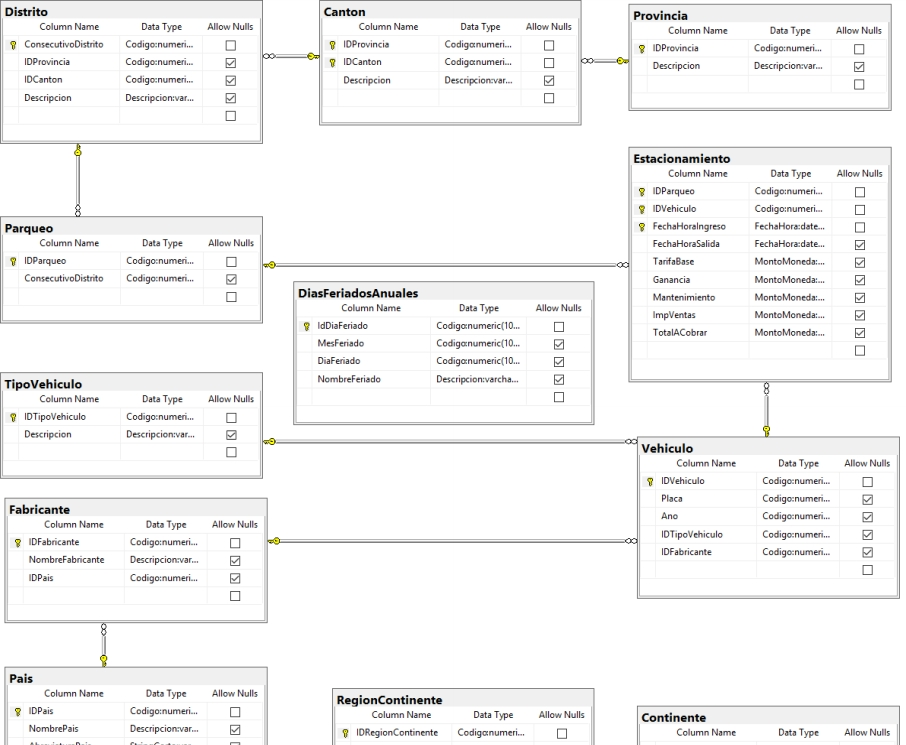 Distrito
Column Name Data Type Allow Nulls
ConsecutivoDistrito Codigo:numeri...
IDProvincia Codigo:numeri...
IDCanton Codigo:numeri...
Descripcion Descripcion:var...
Canton
Column Name Data Type Allow Nulls
IDProvincia Codigo:numeri...
IDCanton Codigo:numeri...
Descripcion Descripcion:var...
Provincia
Column Name Data Type Allow Nulls
IDProvincia Codigo:numeri...
Descripcion Descripcion:var...
Estacionamiento
Column Name Data Type Allow Nulls
IDParqueo Codigo:numeri...
IDVehiculo Codigo:numeri...
FechaHoraIngreso FechaHora:date...
FechaHoraSalida FechaHora:date...
TarifaBase MontoMoneda:...
Ganancia MontoMoneda:...
Mantenimiento MontoMoneda:...
ImpVentas MontoMoneda:...
TotalACobrar MontoMoneda:...
Parqueo
Column Name Data Type Allow Nulls
IDParqueo Codigo:numeri...
ConsecutivoDistrito Codigo:numeri...
DiasFeriadosAnuales
Column Name Data Type Allow Nulls
IdDiaFeriado Codigo:numeric(10...
MesFeriado Codigo:numeric(10...
DiaFeriado Codigo:numeric(10...
NombreFeriado Descripcion:varcha...
TipoVehiculo
Column Name Data Type Allow Nulls
IDTipoVehiculo Codigo:numeri...
Descripcion Descripcion:var...
Vehiculo
Column Name Data Type Allow Nulls
IDVehiculo Codigo:numeri...
Placa Codigo:numeri...
Ano Codigo:numeri...
IDTipoVehiculo Codigo:numeri...
IDFabricante Codigo:numeri...
Fabricante
Column Name Data Type Allow Nulls
IDFabricante Codigo:numeri...
NombreFabricante Descripcion:var...
IDPais Codigo:numeri...
Pais
Column Name Data Type Allow Nulls
IDPais Codigo:numeri...
NombrePais Descripcion:var...
RegionContinente
Column Name Data Type Allow Nulls
IDRegionContinente Codigo:numeri...
Continente
Column Name Data Type Allow Nulls